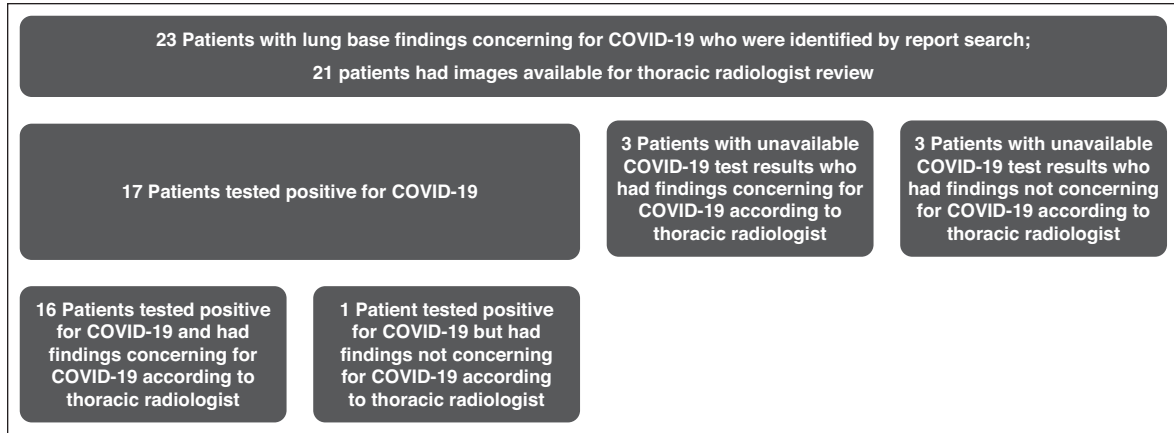 23 Patients with lung base findings concerning for COVID-19 who were identified by report search;
21 patients had images available for thoracic radiologist review
17 Patients tested positive for COVID-19
3 Patients with unavailable
COVID-19 test results who
had findings concerning for
COVID-19 according to
thoracic radiologist
3 Patients with unavailable
COVID-19 test results who
had findings not concerning
for COVID-19 according to
thoracic radiologist
16 Patients tested positive
for COVID-19 and had
findings concerning for
COVID-19 according to
thoracic radiologist
1 Patient tested positive
for COVID-19 but had
findings not concerning
for COVID-19 according
to thoracic radiologist